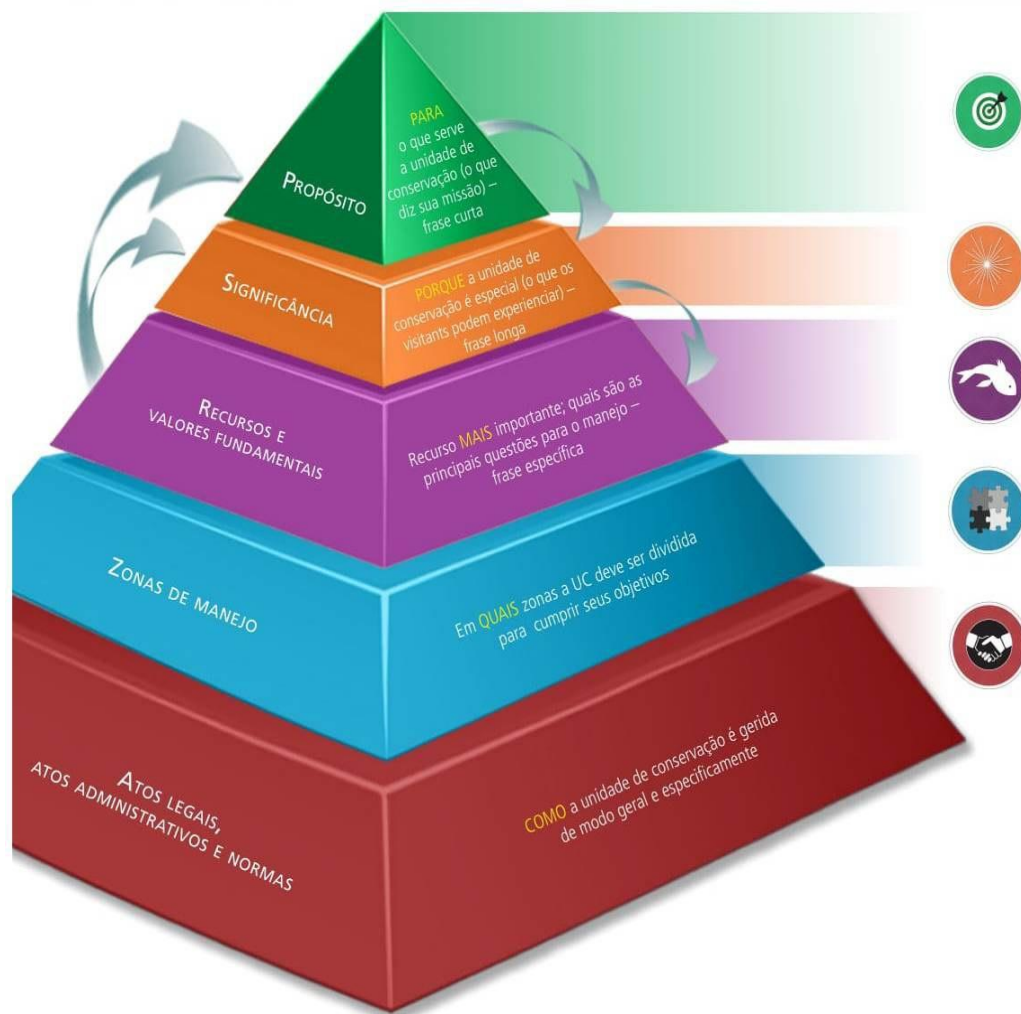 PROPÓSITO
PARA
o que serve
a unidade de
conservação (o que
diz sua missão) –
frase curta
SIGNIFICÂNCIA
PORQUE a unidade de
conservação é especial (o que os
visitants podem experienciar) –
frase longa
RECURSOS E
VALORES FUNDAMENTAIS
Recurso MAIS importante; quais são as
principais questões para o manejo –
frase específica
ZONAS DE MANEJO
Em QUAIS zonas a UC deve ser dividida
para cumprir seus objetivos
ATOS LEGAIS,
ATOS ADMINISTRATIVOS E NORMAS
COMO a unidade de conservação é gerida
de modo geral e especificamente